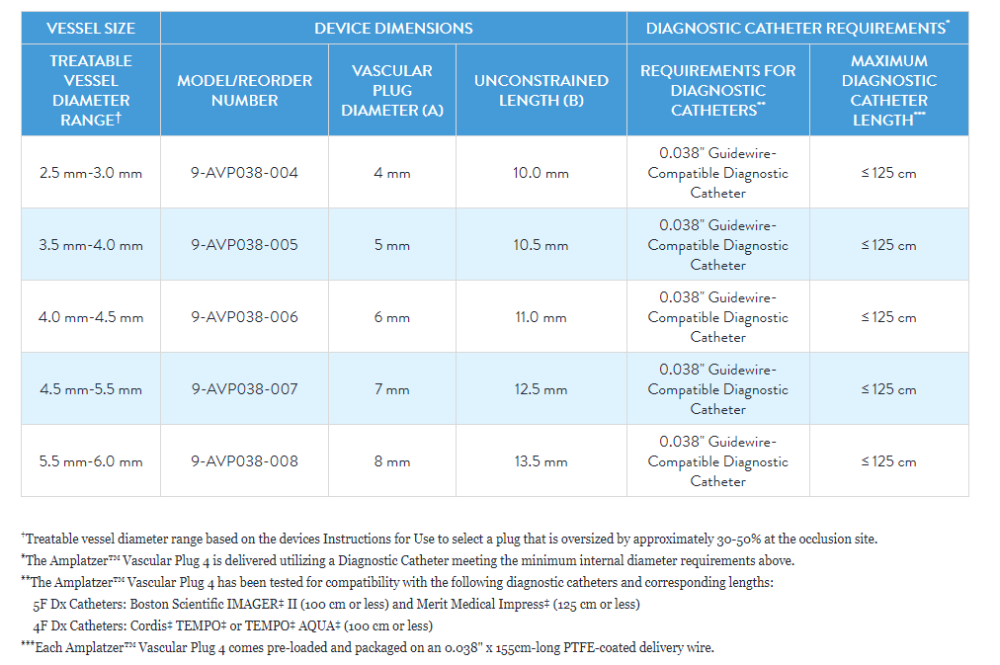 VESSEL SIZE DEVICE DIMENSIONS DIAGNOSTIC CATHETER REQUIREMENTS*
TREATABLE
VESSEL
DIAMETER
RANGE†
MODEL/REORDER
NUMBER
VASCULAR
PLUG
DIAMETER (A)
UNCONSTRAINED
LENGTH (B)
REQUIREMENTS FOR
DIAGNOSTIC
CATHETERS**
MAXIMUM
DIAGNOSTIC
CATHETER
LENGTH***
2.5 mm-3.0 mm
9-AVP038-004
4 mm
10.0 mm
0.038" Guidewire-
Compatible Diagnostic
Catheter
≤ 125 cm
3.5 mm-4.0 mm
9-AVP038-005
5 mm
10.5 mm
0.038" Guidewire-
Compatible Diagnostic
Catheter
≤ 125 cm
4.0 mm-4.5 mm
9-AVP038-006
6 mm
11.0 mm
0.038" Guidewire-
Compatible Diagnostic
Catheter
≤ 125 cm
4.5 mm-5.5 mm
9-AVP038-007
7 mm
12.5 mm
0.038" Guidewire-
Compatible Diagnostic
Catheter
≤ 125 cm
5.5 mm-6.0 mm
9-AVP038-008
8 mm
13.5 mm
0.038" Guidewire-
Compatible Diagnostic
Catheter
≤ 125 cm
†Treatable vessel diameter range based on the devices Instructions for Use to select a plug that is oversized by approximately 30-50% at the occlusion site.
*The Amplatzer™ Vascular Plug 4 is delivered utilizing a Diagnostic Catheter meeting the minimum internal diameter requirements above.
**The Amplatzer™ Vascular Plug 4 has been tested for compatibility with the following diagnostic catheters and corresponding lengths:
5F Dx Catheters: Boston Scientific IMAGER‡ II (100 cm or less) and Merit Medical Impress‡ (125 cm or less)
4F Dx Catheters: Cordis‡ TEMPO‡ or TEMPO‡ AQUA‡ (100 cm or less)
***Each Amplatzer™ Vascular Plug 4 comes pre-loaded and packaged on an 0.038" x 155cm-long PTFE-coated delivery wire.